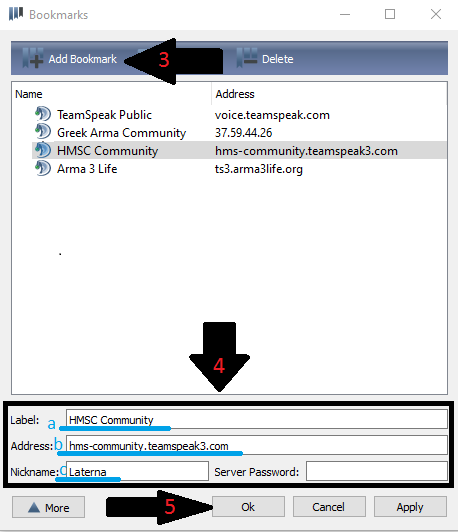 Bookmarks
Add Bookmark 3 Delete
Name Address
TeamSpeak Public voice.teamspeak.com
Greek Arma Community 37.59.44.26
HMSC Community hms-community.teamspeak3.com
Arma 3 Life ts3.arma3life.org
4
Label: a HMSC Community
Address: b hms-community.teamspeak3.com
Nickname: c Laterna Server Password:
More 5 Ok Cancel Apply